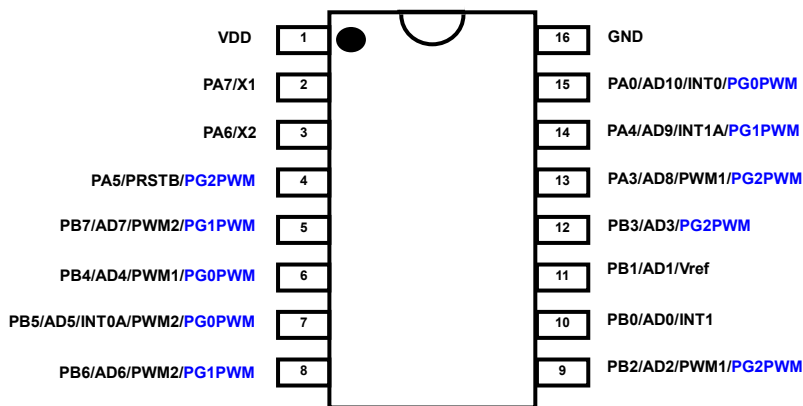 VDD 1 16 GND
PA7/X1 2 15 PA0/AD10/INT0/PG0PWM
PA6/X2 3 14 PA4/AD9/INT1A/PG1PWM
PA5/PRSTB/PG2PWM 4 13 PA3/AD8/PWM1/PG2PWM
PB7/AD7/PWM2/PG1PWM 5 12 PB3/AD3/PG2PWM
PB4/AD4/PWM1/PG0PWM 6 11 PB1/AD1/Vref
PB5/AD5/INT0A/PWM2/PG0PWM 7 10 PB0/AD0/INT1
PB6/AD6/PWM2/PG1PWM 8 9 PB2/AD2/PWM1/PG2PWM